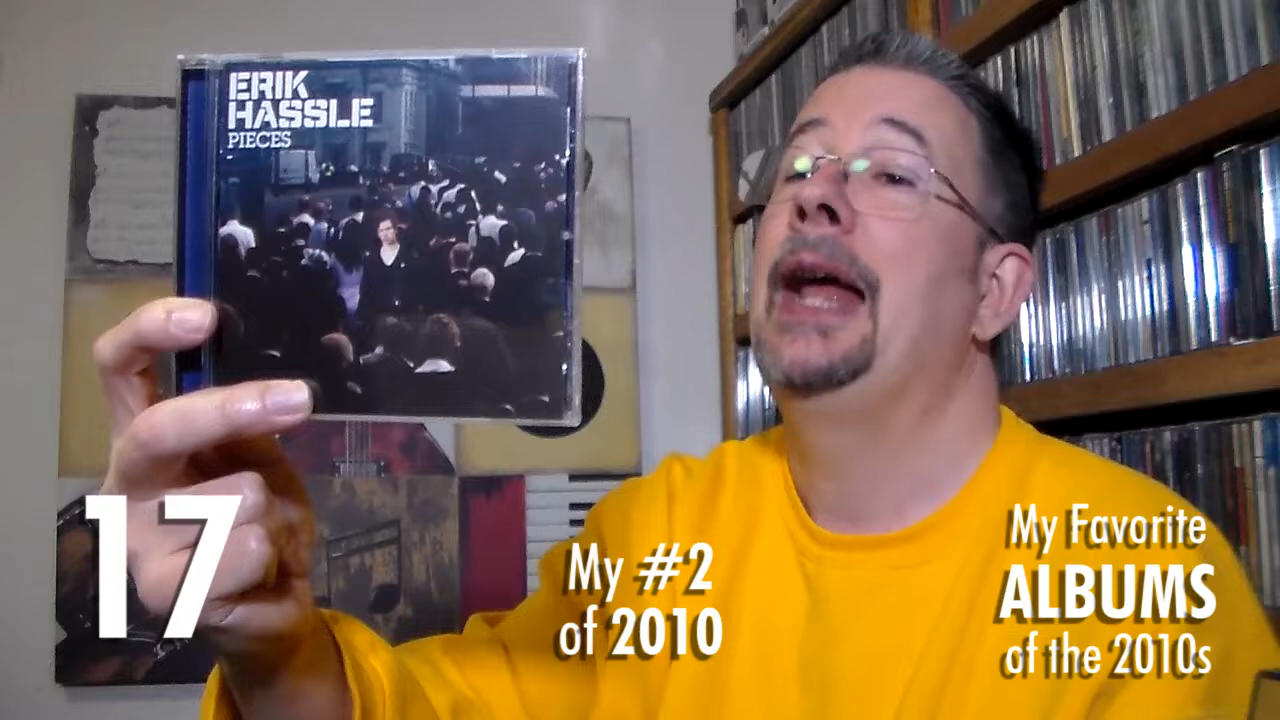 ERIK
HASSLE
PIECES
17
My #2
of 2010
My Favorite
ALBUMS
of the 2010s